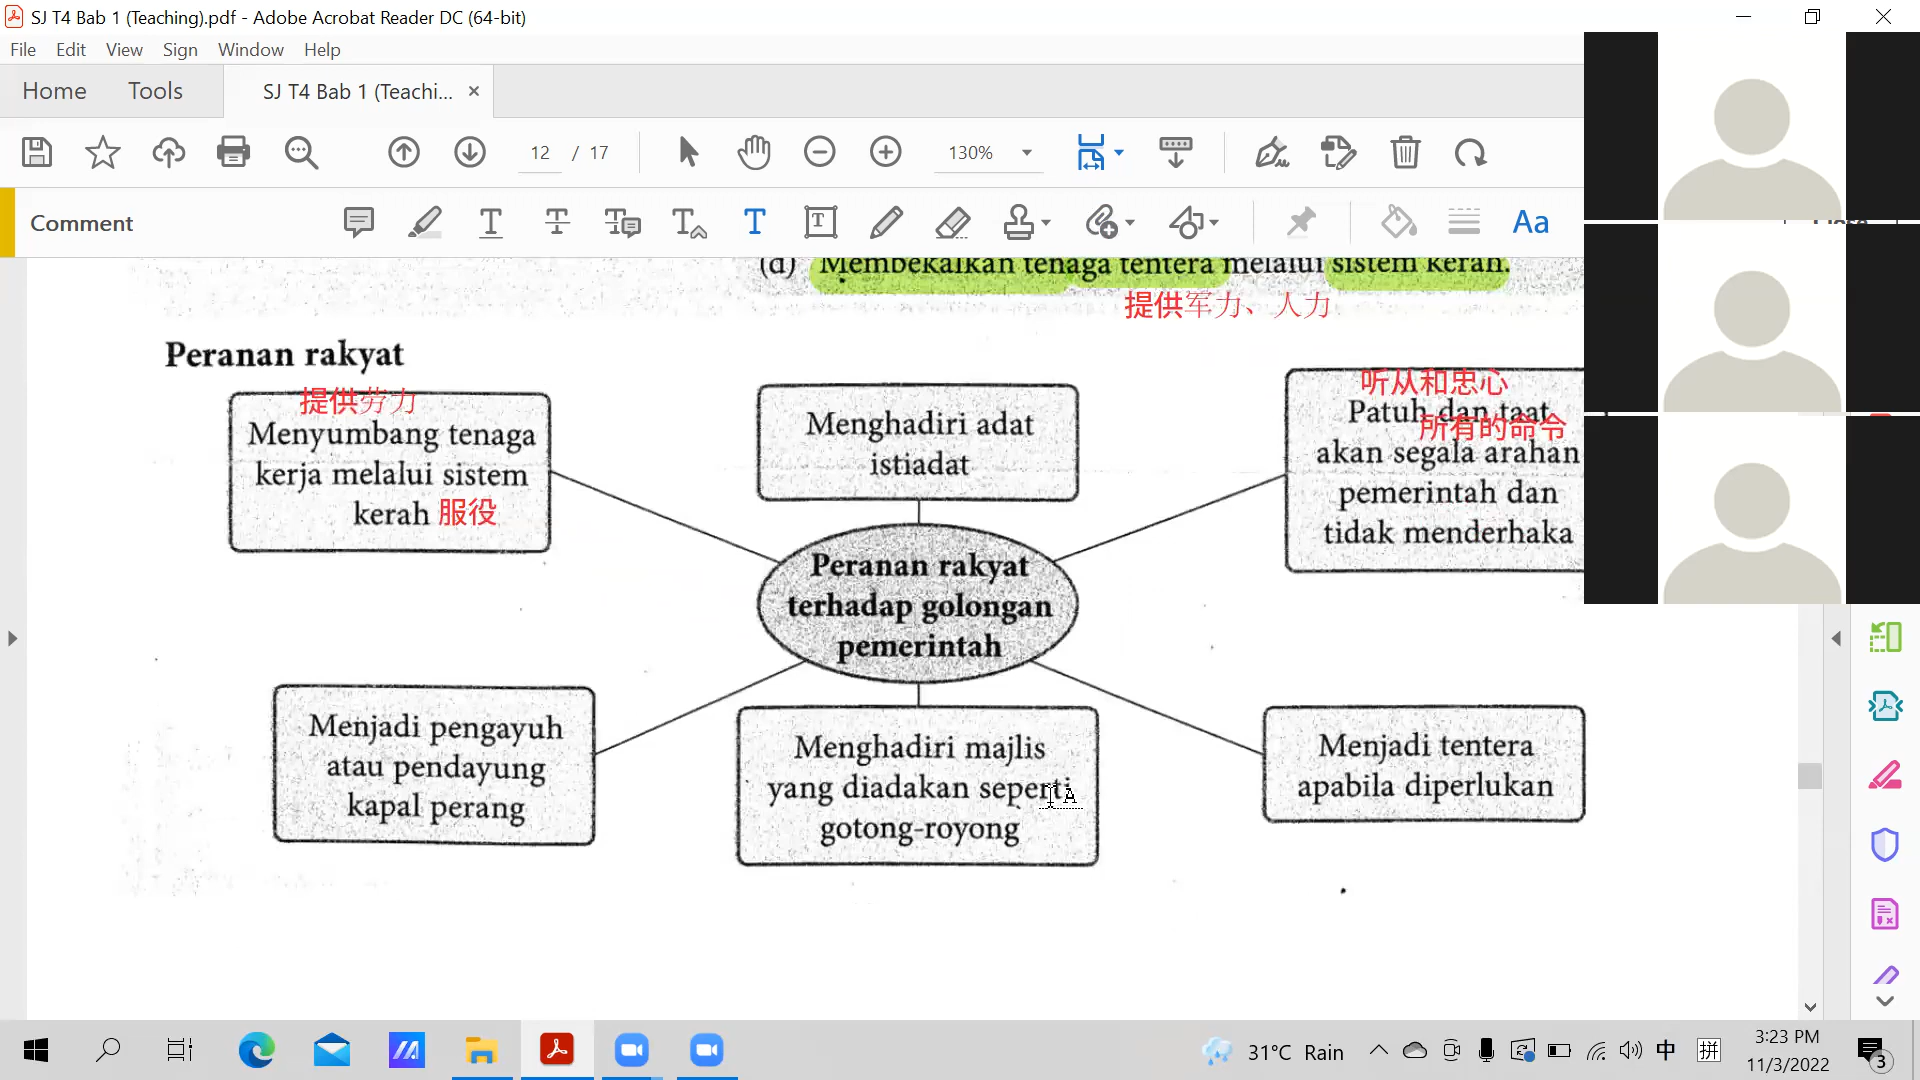 SJ T4 Bab 1 (Teaching).pdf - Adobe Acrobat Reader DC (64-bit)
File Edit View Sign Window Help
Home Tools SJ T4 Bab 1 (Teachi... ×
12 / 17 130%
Comment
(d) Membekalkan tenaga tentera melalui sistem kerah.
提供军力、人力
Peranan rakyat
提供劳力
Menyumbang tenaga
kerja melalui sistem
kerah 服役
Menghadiri adat
istiadat
听从和忠心
Patuh dan taat
所有的命令
akan segala arahan
pemerintah dan
tidak menderhaka
Peranan rakyat
terhadap golongan
pemerintah
Menjadi pengayuh
atau pendayung
kapal perang
Menghadiri majlis
yang diadakan seperti
gotong-royong
Menjadi tentera
apabila diperlukan
31°C Rain
中
拼
3:23 PM
11/3/2022
3